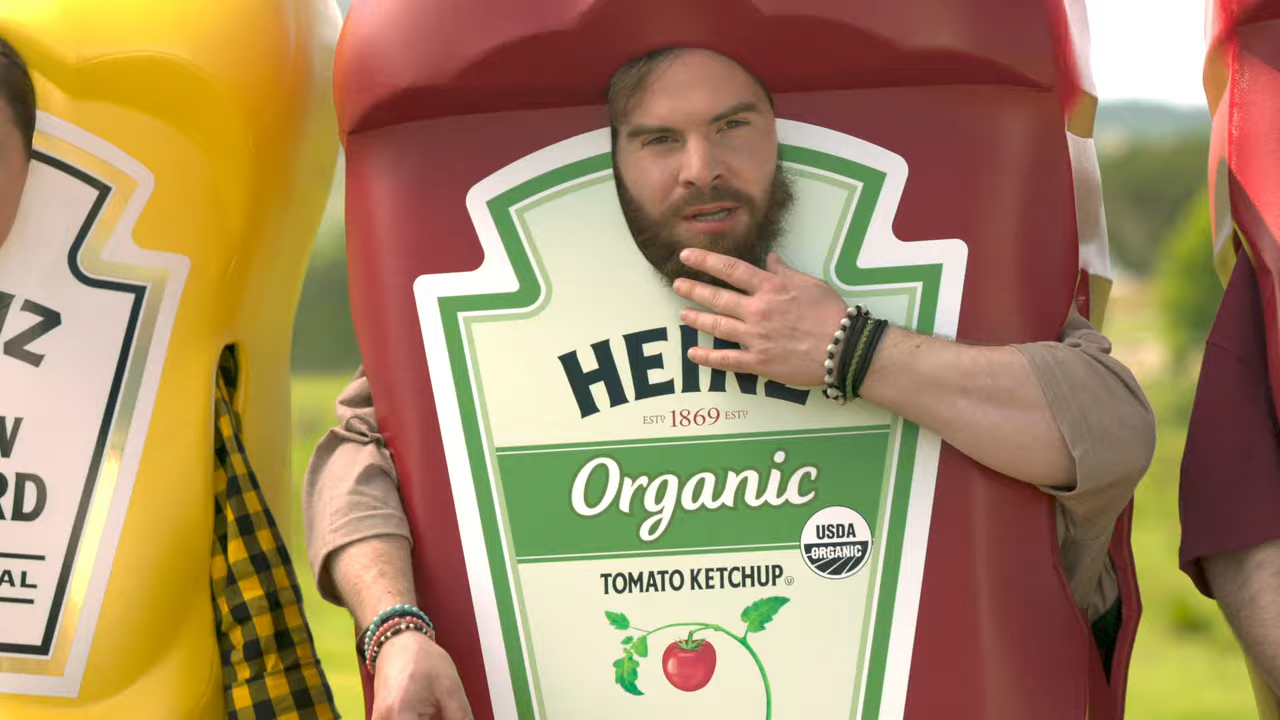 HEINZ
ESTD 1869 ESTD
Organic
USDA
ORGANIC
TOMATO KETCHUP